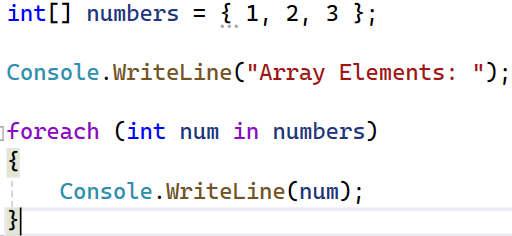 int[] numbers = { 1, 2, 3 };
Console.WriteLine("Array Elements: ");
foreach (int num in numbers)
{
Console.WriteLine(num);
}